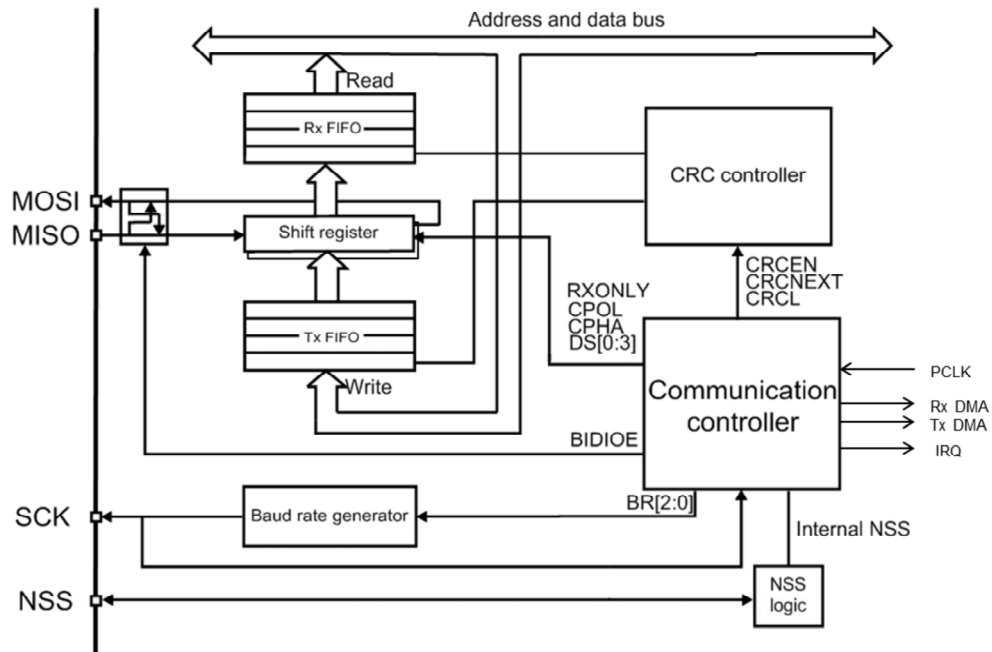 Address and data bus
Read
Rx FIFO
CRC controller
MOSI
MISO
Shift register
CRCEN
CRCNEXT
CRCL
RXONLY
CPOL
CPHA
DS[0:3]
Tx FIFO
Communication
controller
PCLK
Rx DMA
Tx DMA
IRQ
Write
BIDIOE
BR[2:0]
SCK
Baud rate generator
Internal NSS
NSS
NSS
logic